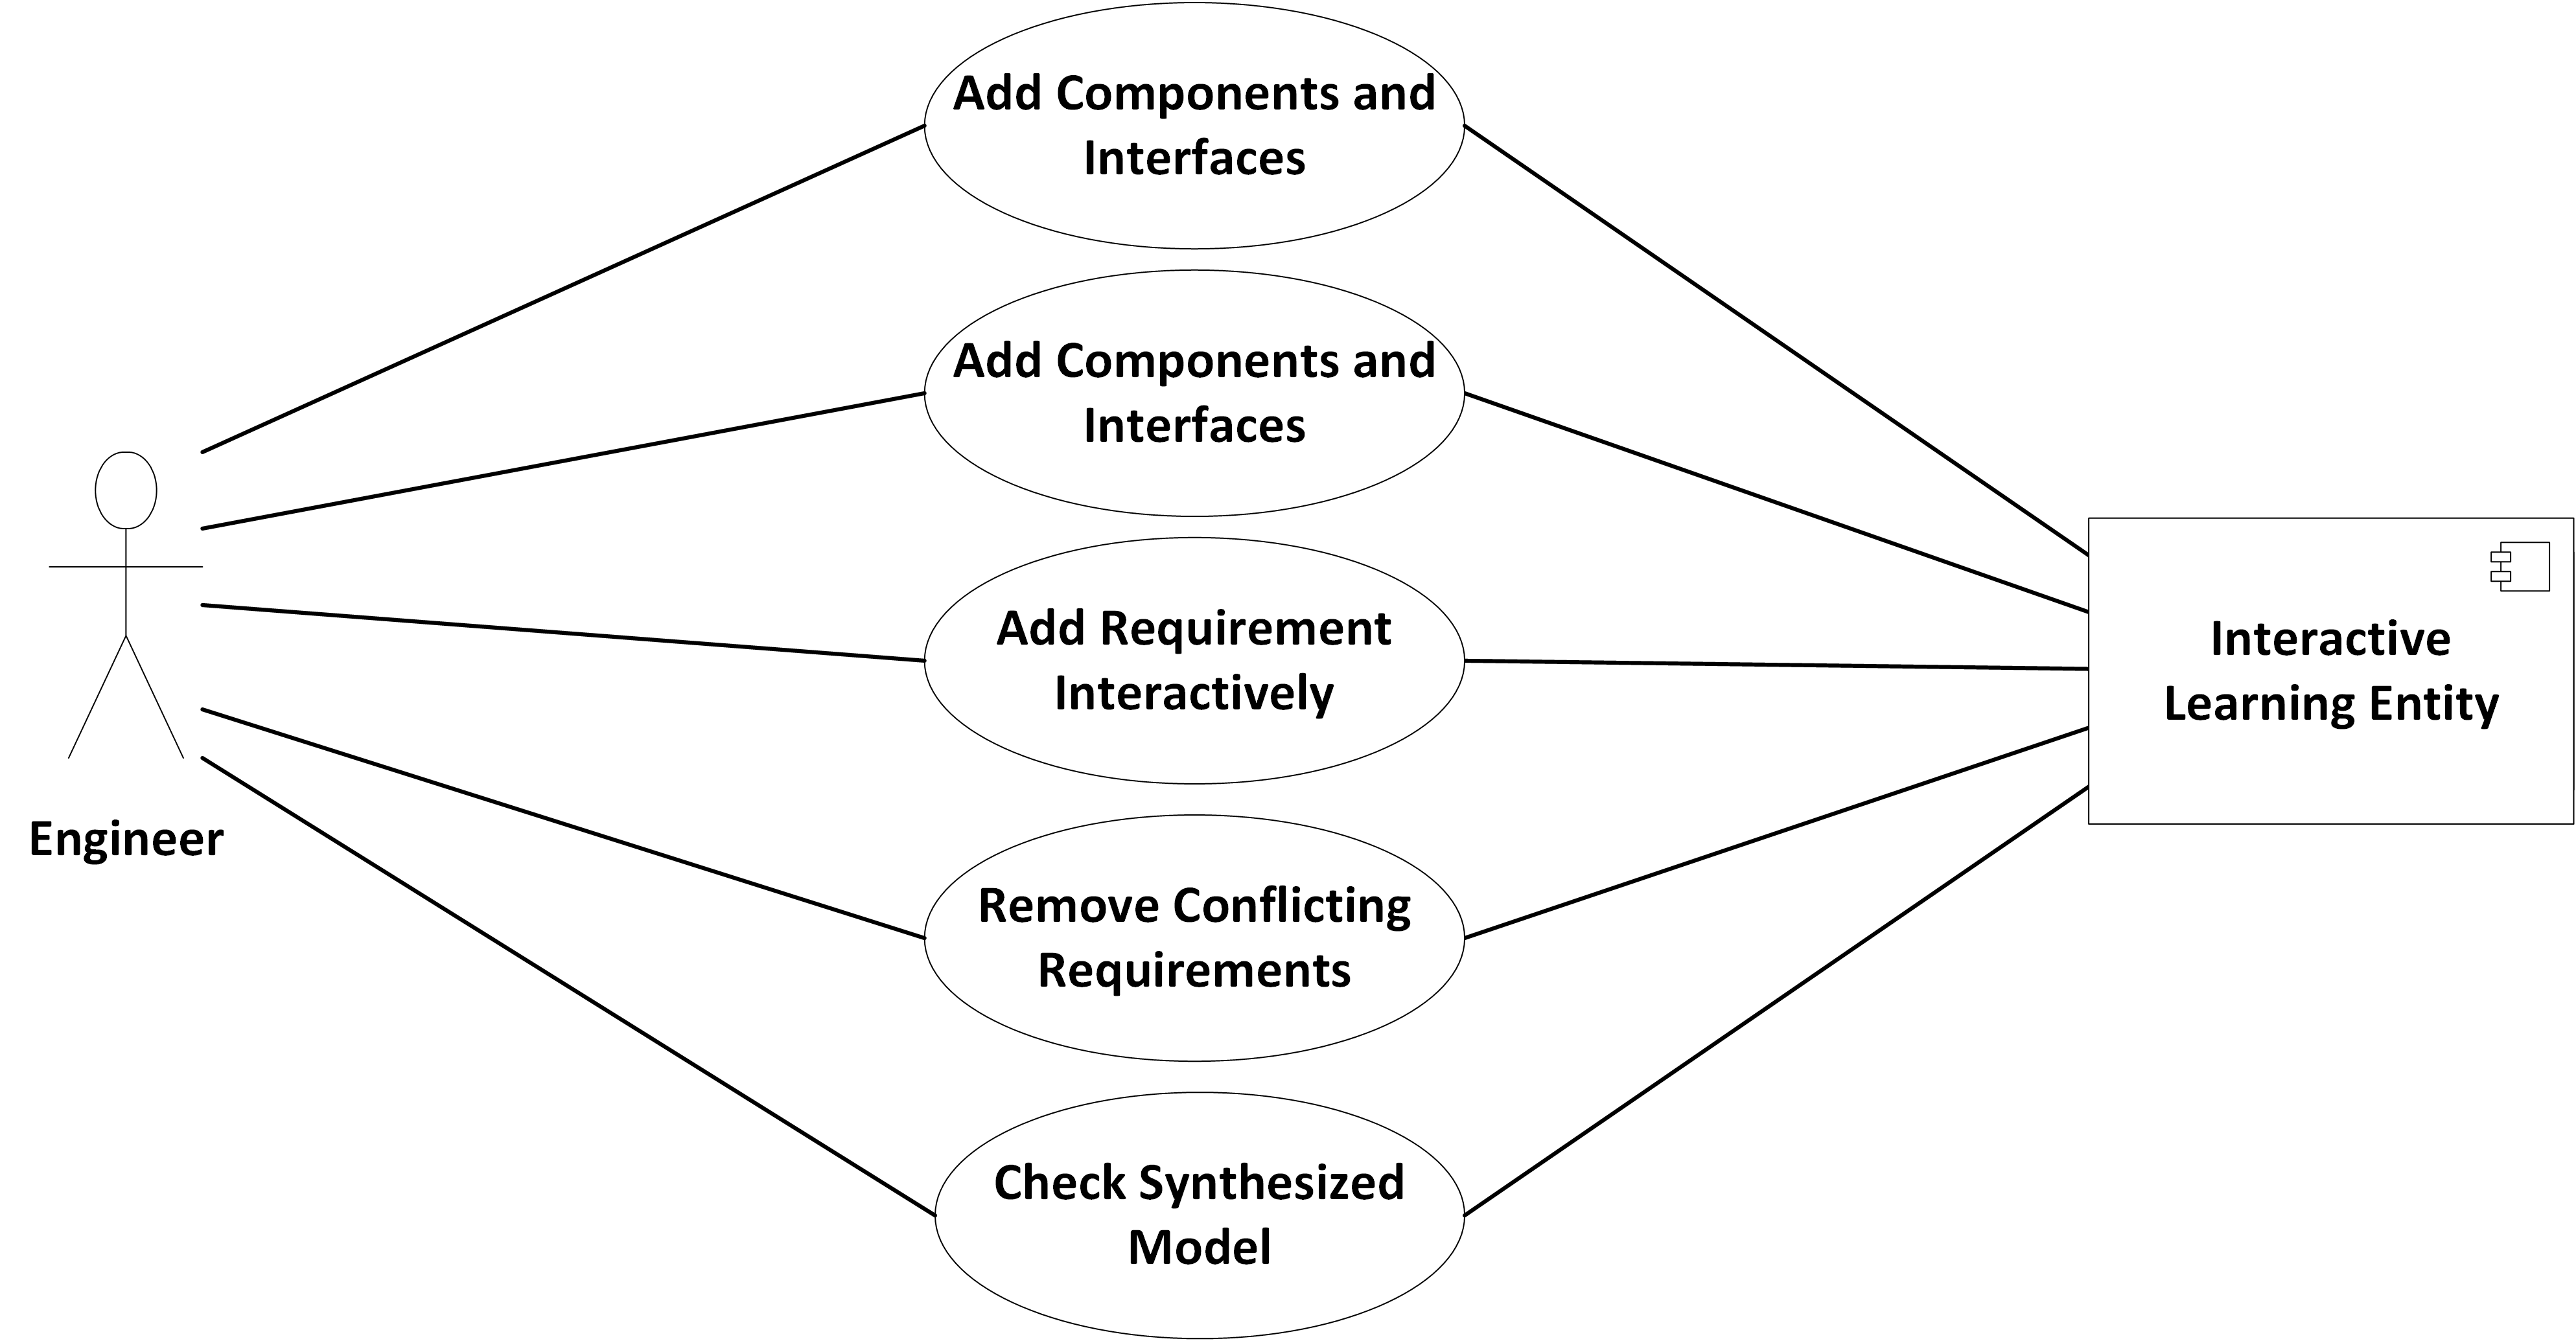 Add Components and
Interfaces
Add Components and
Interfaces
Add Requirement
Interactively
Remove Conflicting
Requirements
Check Synthesized
Model
Engineer
Interactive
Learning Entity